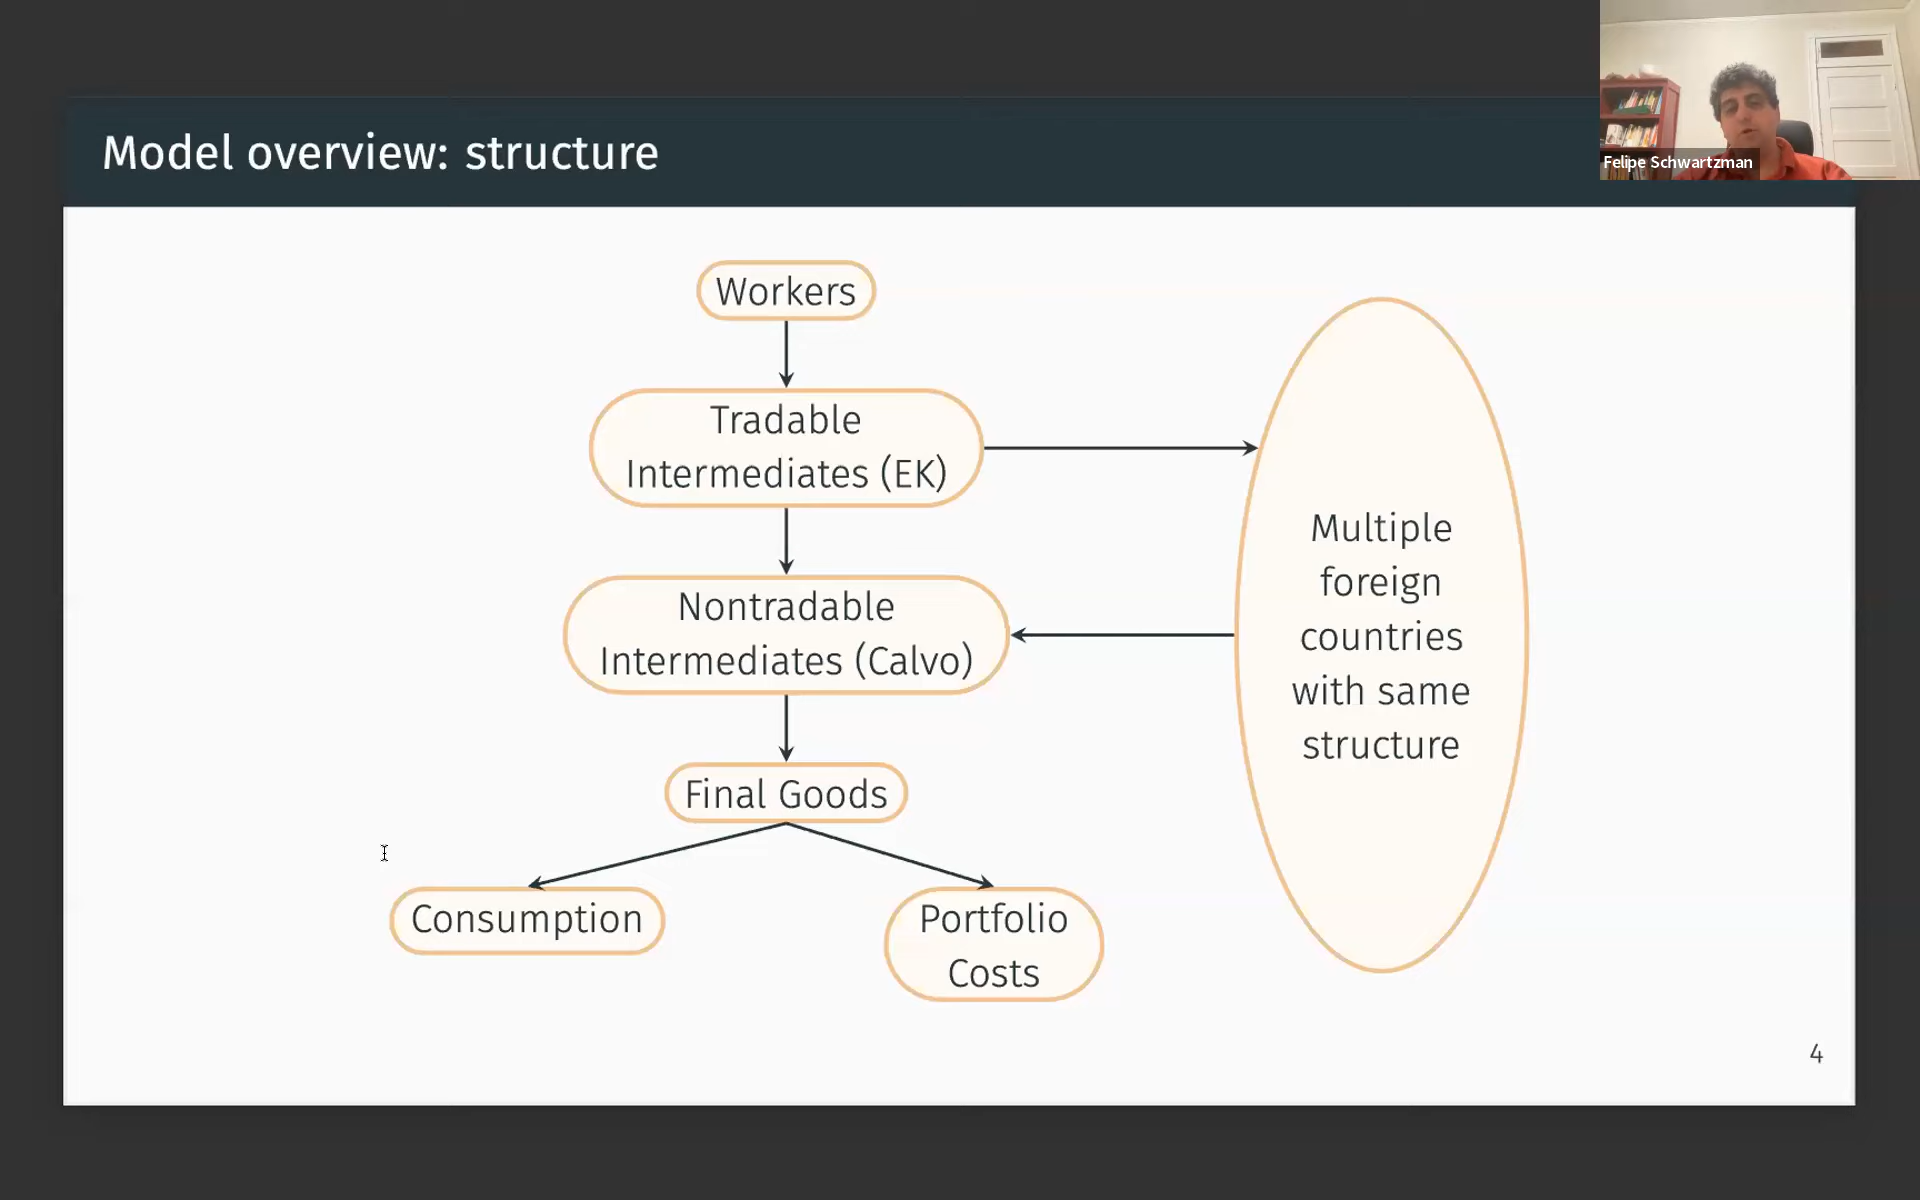 Model overview: structure
Felipe Schwartzman
Workers
Tradable
Intermediates (EK)
Nontradable
Intermediates (Calvo)
Final Goods
Consumption
Portfolio
Costs
Multiple
foreign
countries
with same
structure
4